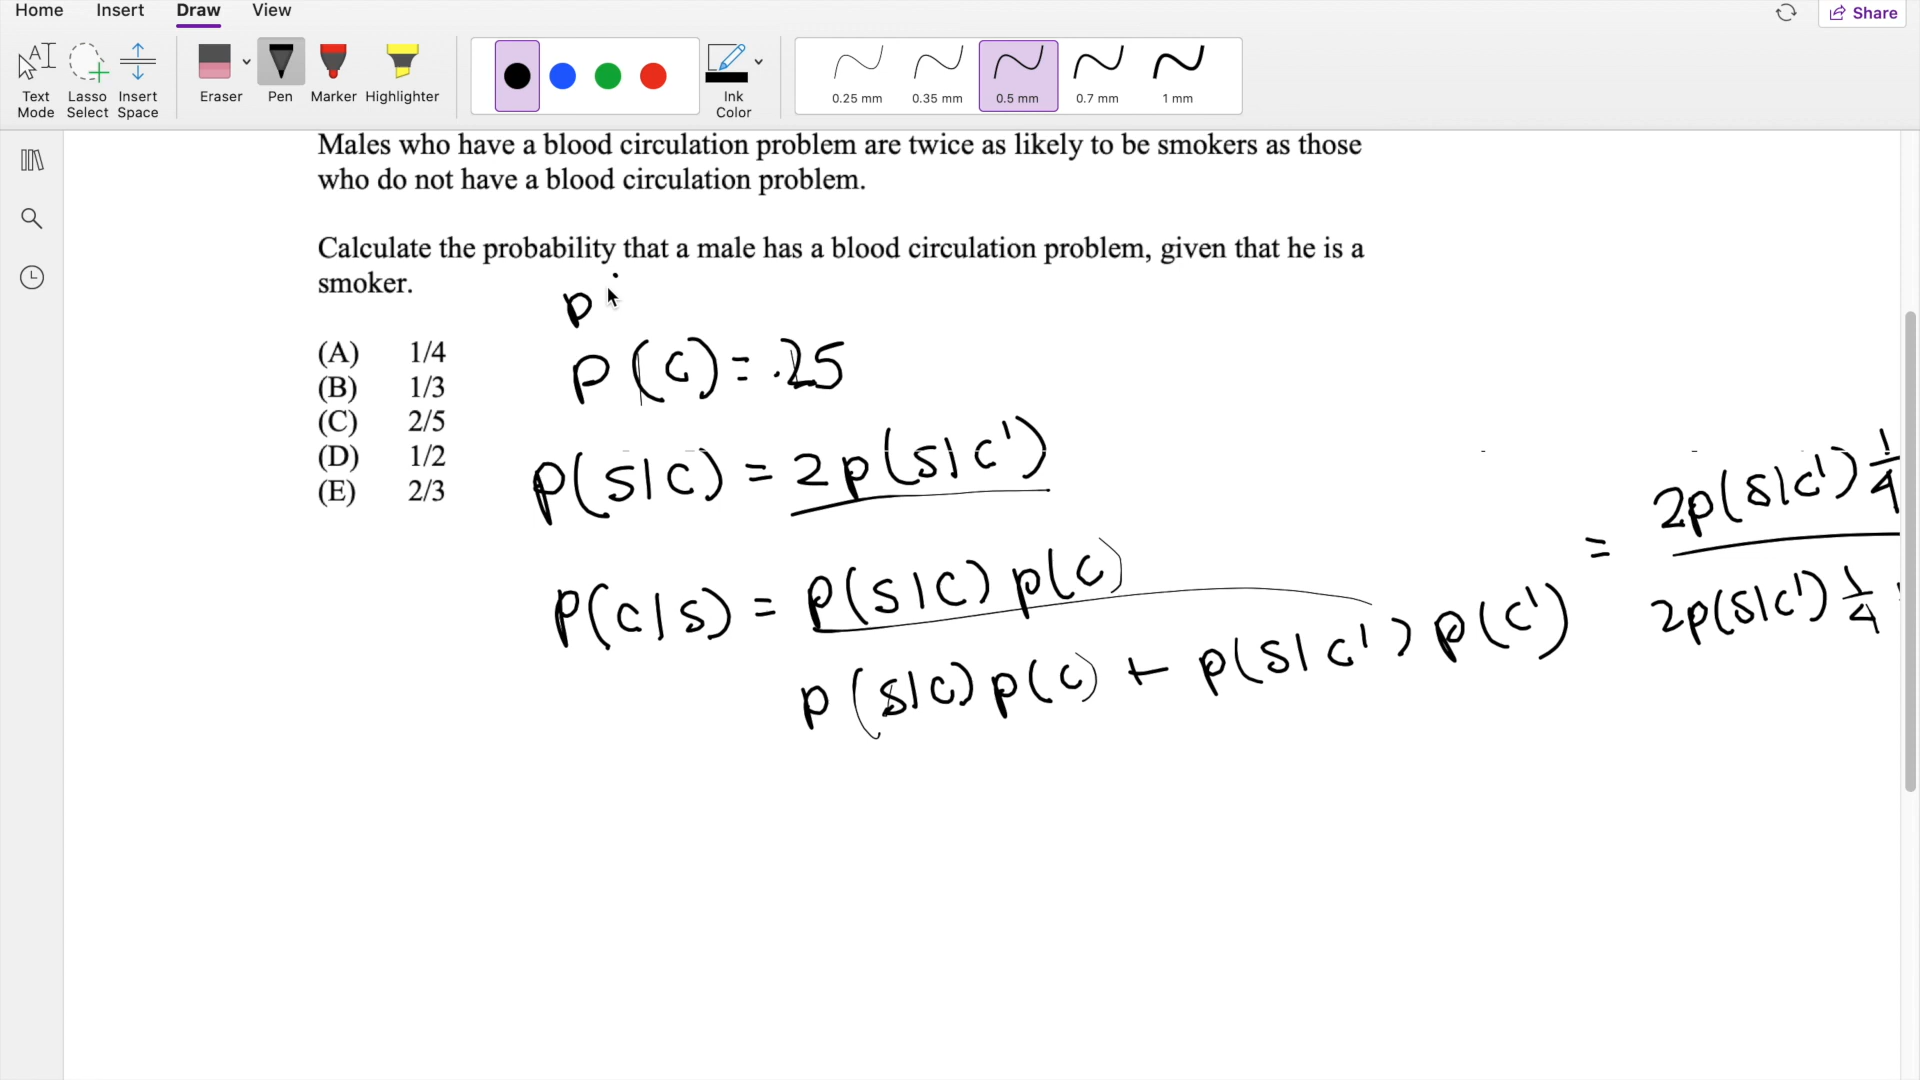 Home Insert Draw View
Share
Text Mode Lasso Select Insert Space Eraser Pen Marker Highlighter Ink Color 0.25 mm 0.35 mm 0.5 mm 0.7 mm 1 mm
Males who have a blood circulation problem are twice as likely to be smokers as those
who do not have a blood circulation problem.
Calculate the probability that a male has a blood circulation problem, given that he is a
smoker.
(A) 1/4
(B) 1/3
(C) 2/5
(D) 1/2
(E) 2/3
p
p(c) = .25
p(s|c) = 2p(s|c')
p(c|s) = p(s|c) p(c)
p(s|c) p(c) + p(s|c') p(c')
= 2p(s|c') 1/4
2p(s|c') 1/4